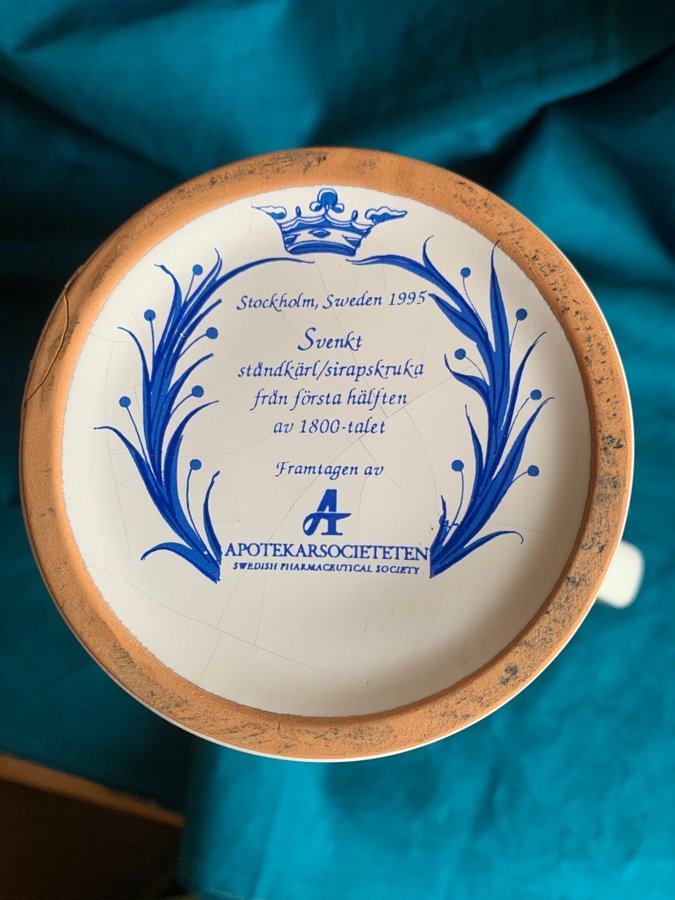 Stockholm, Sweden 1995
Svenkt
ståndkärl/sirapskruka
från första hälften
av 1800-talet
Framtagen av
A
APOTEKARSOCIETETEN
SWEDISH PHARMACEUTICAL SOCIETY